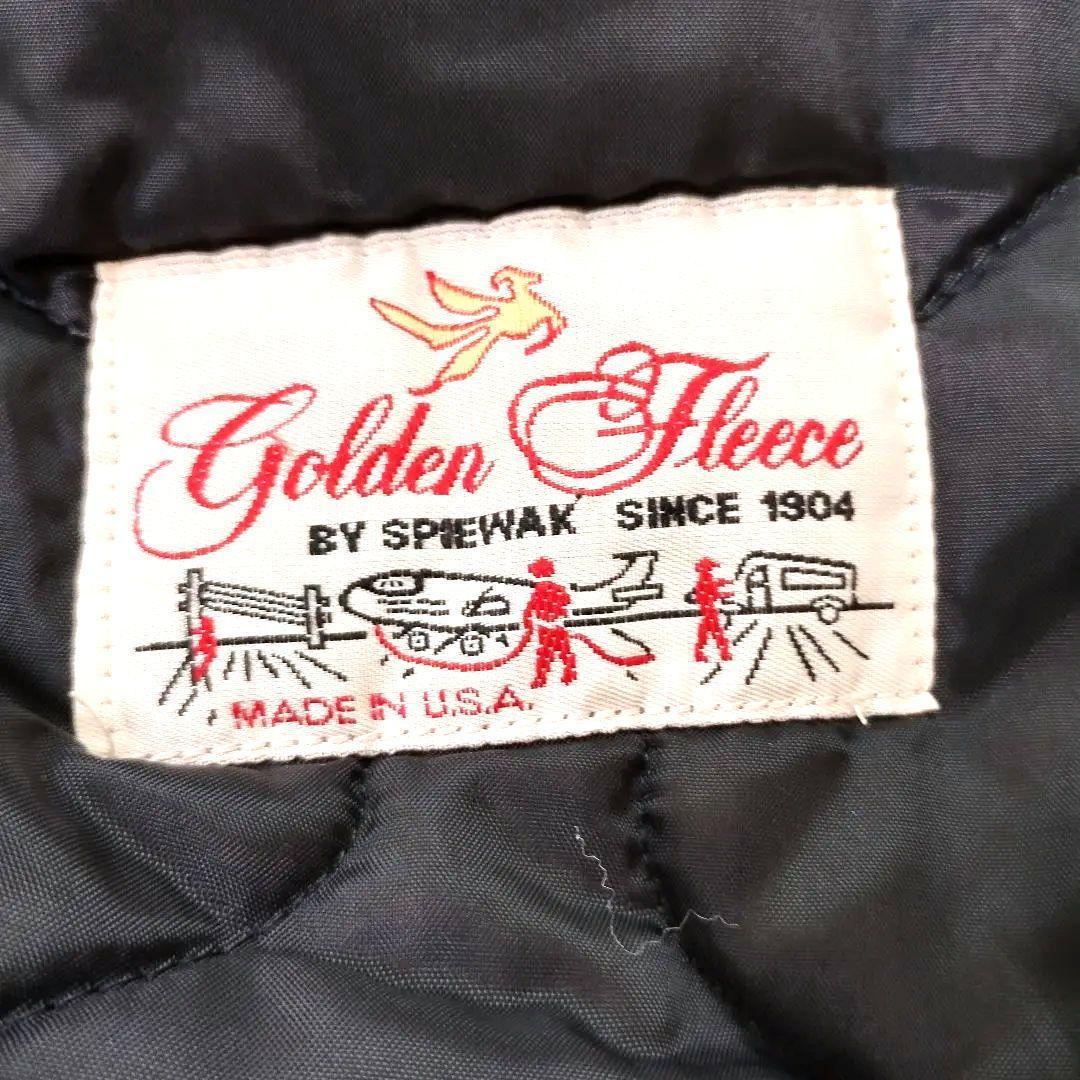 Golden Fleece
BY SPIEWAK SINCE 1904
MADE IN U.S.A.